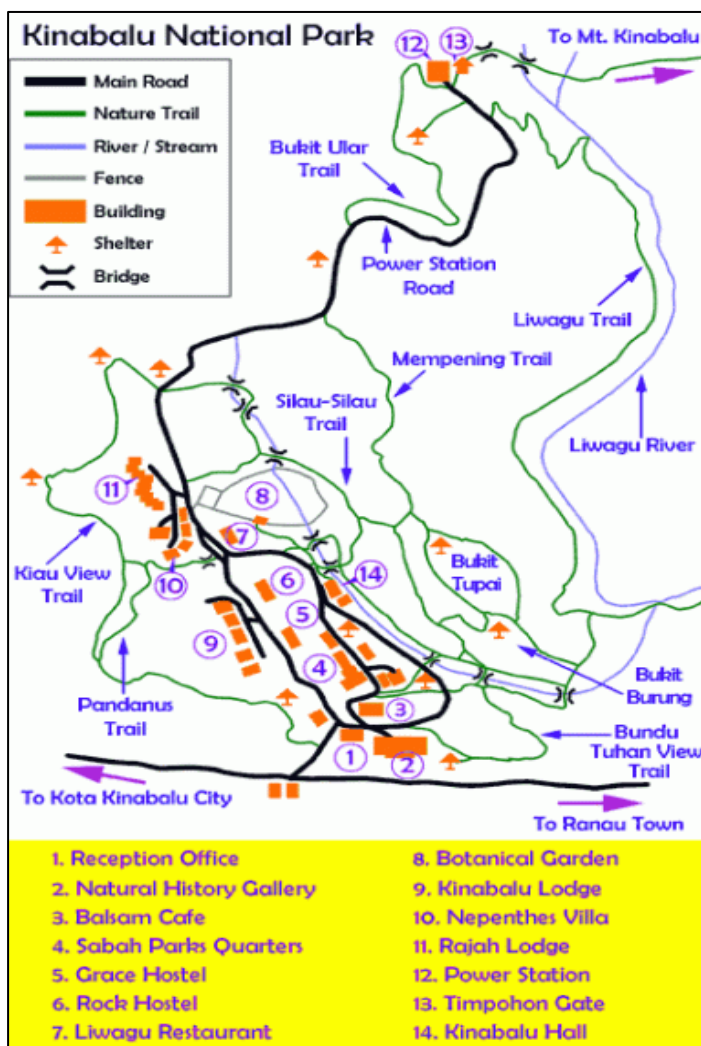 Kinabalu National Park
Main Road
Nature Trail
River / Stream
Fence
Building
Shelter
Bridge
12
13
To Mt. Kinabalu
Bukit Ular
Trail
Power Station
Road
Liwagu Trail
Mempening Trail
Silau-Silau
Trail
Liwagu River
11
8
7
Kiau View
Trail
10
6
14
Bukit
Tupai
5
9
4
Pandanus
Trail
3
Bukit
Burung
1
2
Bundu
Tuhan View
Trail
To Kota Kinabalu City
To Ranau Town
1. Reception Office
2. Natural History Gallery
3. Balsam Cafe
4. Sabah Parks Quarters
5. Grace Hostel
6. Rock Hostel
7. Liwagu Restaurant
8. Botanical Garden
9. Kinabalu Lodge
10. Nepenthes Villa
11. Rajah Lodge
12. Power Station
13. Timpohon Gate
14. Kinabalu Hall